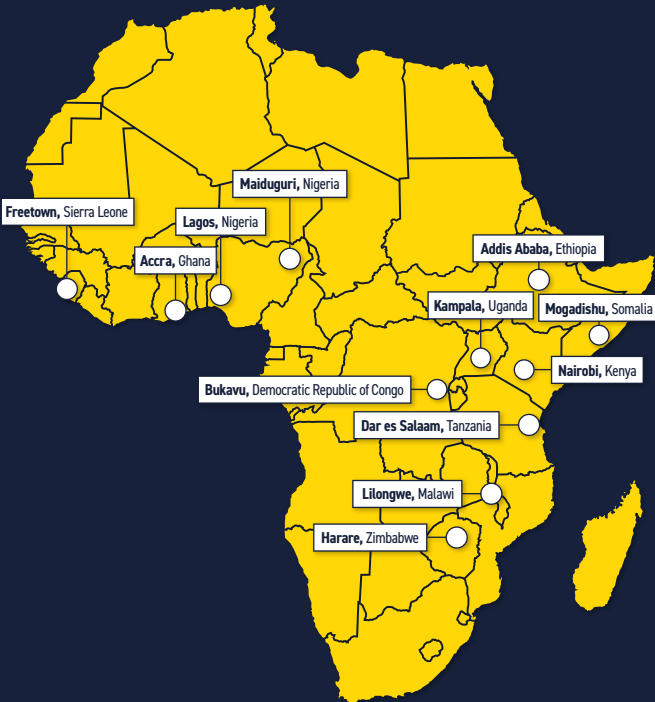 Maiduguri, Nigeria
Freetown, Sierra Leone
Lagos, Nigeria
Accra, Ghana
Addis Ababa, Ethiopia
Kampala, Uganda
Mogadishu, Somalia
Nairobi, Kenya
Bukavu, Democratic Republic of Congo
Dar es Salaam, Tanzania
Lilongwe, Malawi
Harare, Zimbabwe